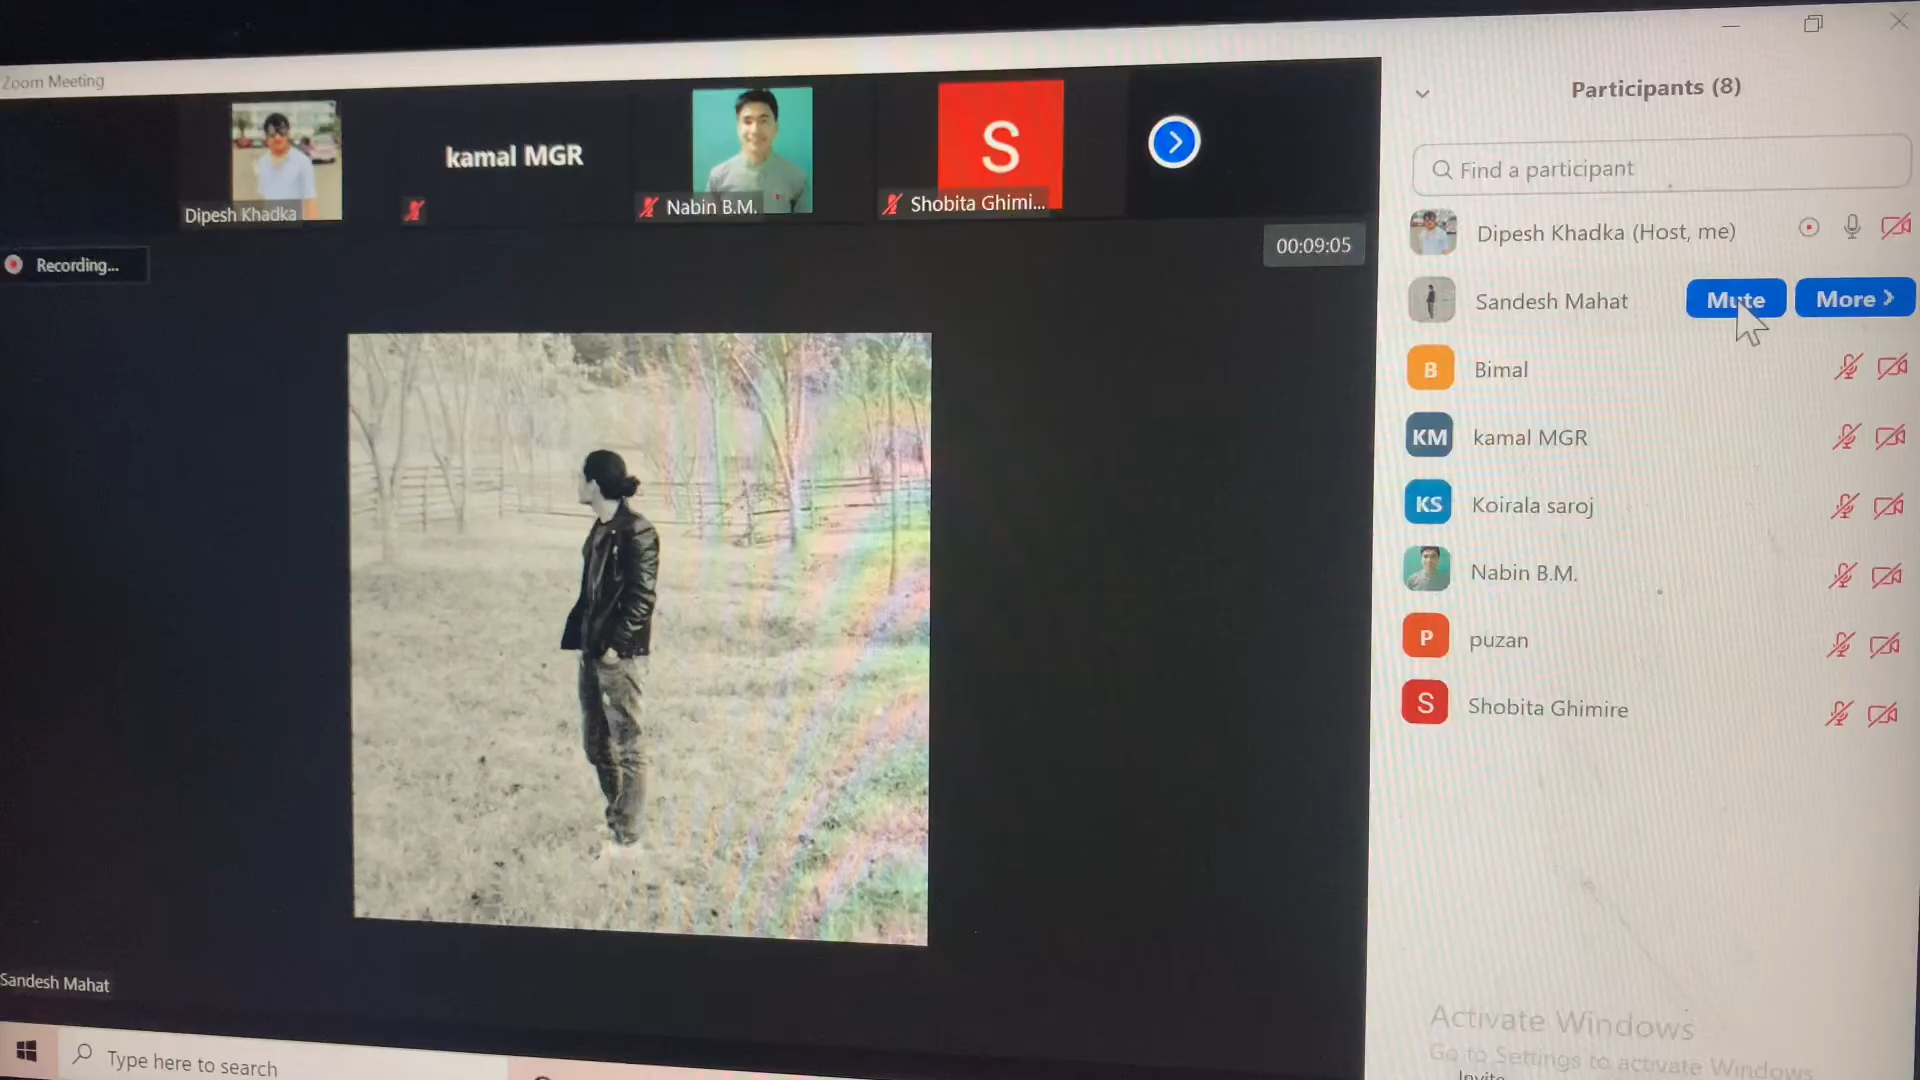 Zoom Meeting
Dipesh Khadka
kamal MGR
Nabin B.M.
S
Shobita Ghimi...
Recording...
00:09:05
Sandesh Mahat
Type here to search
Participants (8)
Find a participant
Dipesh Khadka (Host, me)
Sandesh Mahat
Mute
More
B
Bimal
KM
kamal MGR
KS
Koirala saroj
Nabin B.M.
P
puzan
S
Shobita Ghimire
Activate Windows
Go to Settings to activate Windows
Invite